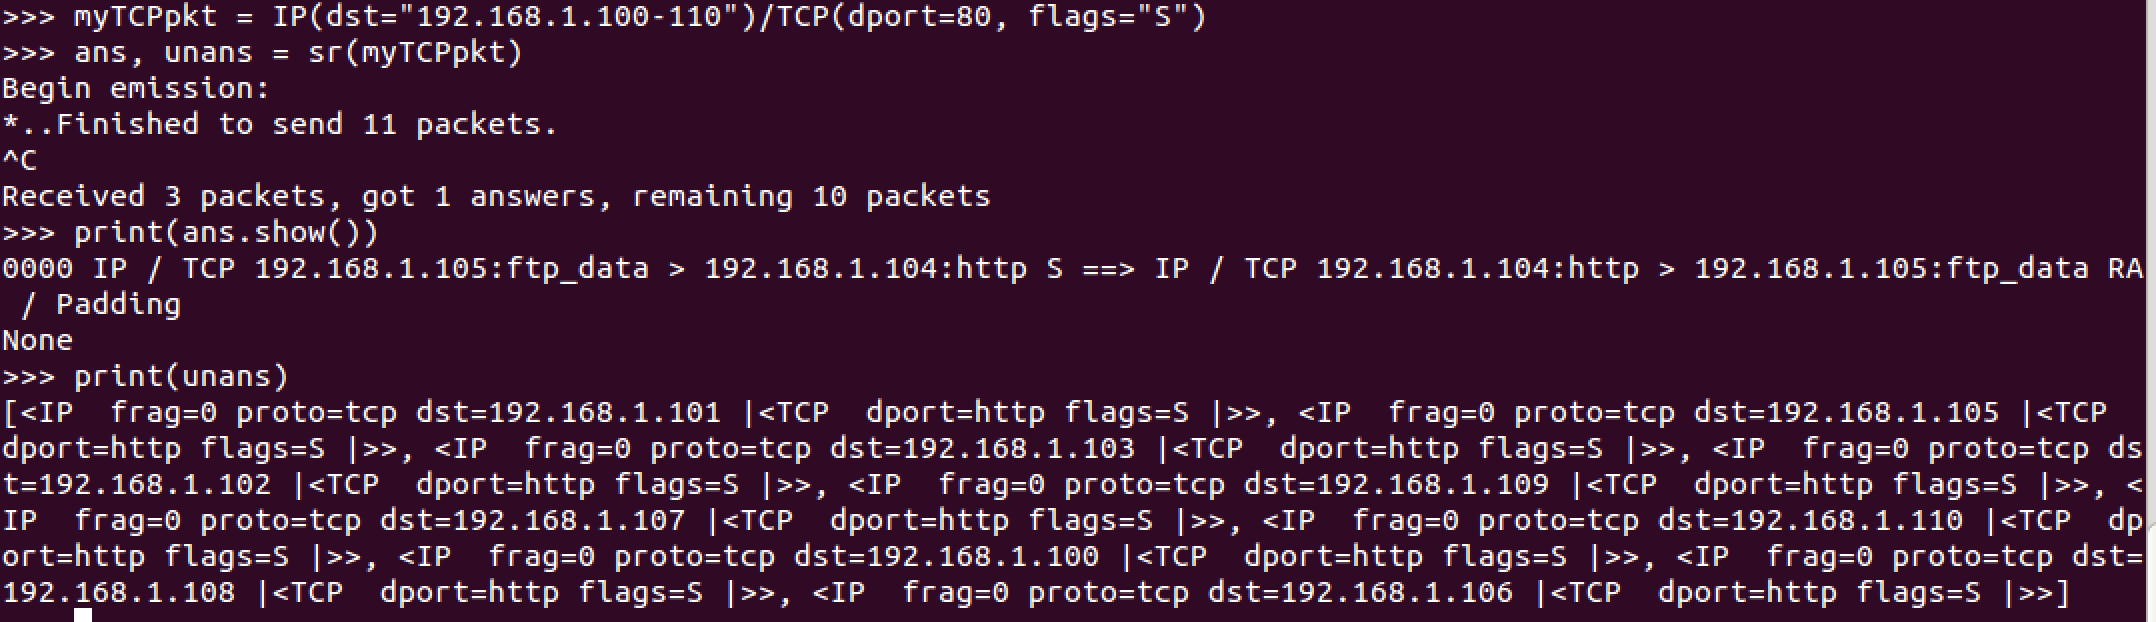 >>> myTCPpkt = IP(dst="192.168.1.100-110")/TCP(dport=80, flags="S")
>>> ans, unans = sr(myTCPpkt)
Begin emission:
*..Finished to send 11 packets.
^C
Received 3 packets, got 1 answers, remaining 10 packets
>>> print(ans.show())
0000 IP / TCP 192.168.1.105:ftp_data > 192.168.1.104:http S ==> IP / TCP 192.168.1.104:http > 192.168.1.105:ftp_data RA
 / Padding
None
>>> print(unans)
[<IP  frag=0 proto=tcp dst=192.168.1.101 |<TCP  dport=http flags=S |>>, <IP  frag=0 proto=tcp dst=192.168.1.105 |<TCP
dport=http flags=S |>>, <IP  frag=0 proto=tcp dst=192.168.1.103 |<TCP  dport=http flags=S |>>, <IP  frag=0 proto=tcp ds
t=192.168.1.102 |<TCP  dport=http flags=S |>>, <IP  frag=0 proto=tcp dst=192.168.1.109 |<TCP  dport=http flags=S |>>, <
IP  frag=0 proto=tcp dst=192.168.1.107 |<TCP  dport=http flags=S |>>, <IP  frag=0 proto=tcp dst=192.168.1.110 |<TCP  dp
ort=http flags=S |>>, <IP  frag=0 proto=tcp dst=192.168.1.100 |<TCP  dport=http flags=S |>>, <IP  frag=0 proto=tcp dst=
192.168.1.108 |<TCP  dport=http flags=S |>>, <IP  frag=0 proto=tcp dst=192.168.1.106 |<TCP  dport=http flags=S |>>]